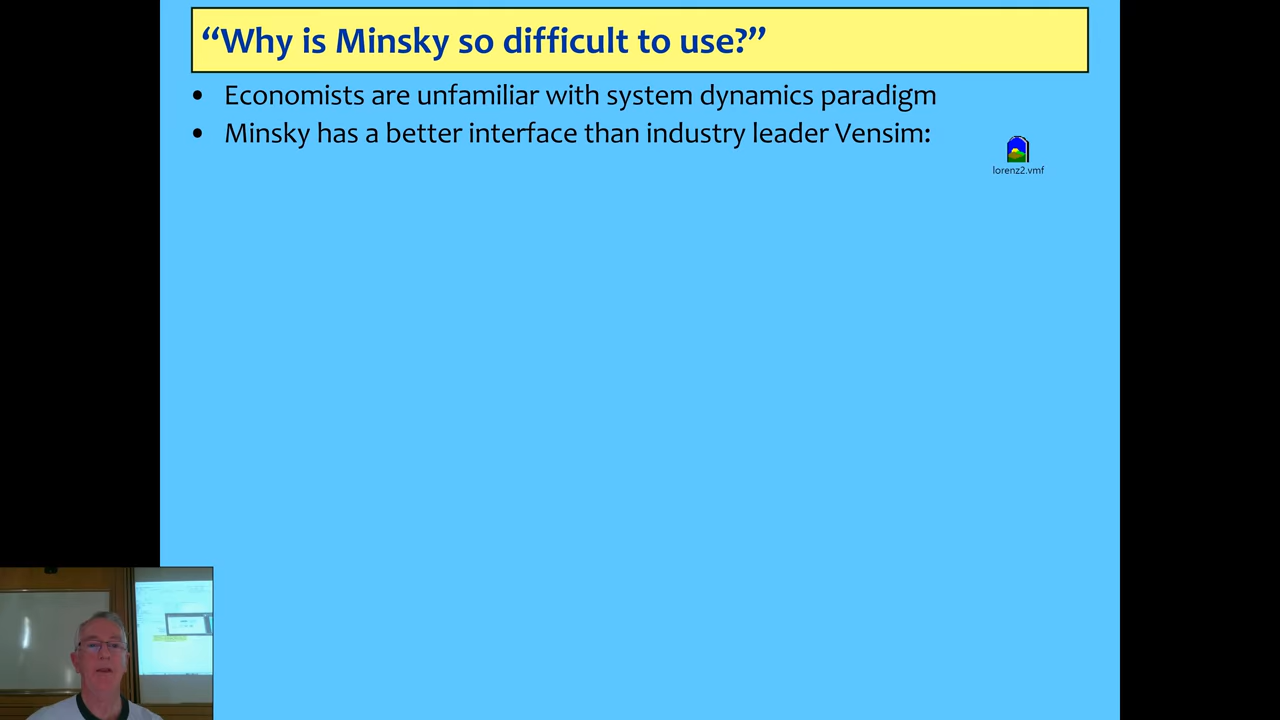 “Why is Minsky so difficult to use?”
• Economists are unfamiliar with system dynamics paradigm
• Minsky has a better interface than industry leader Vensim:
lorenz2.vmf